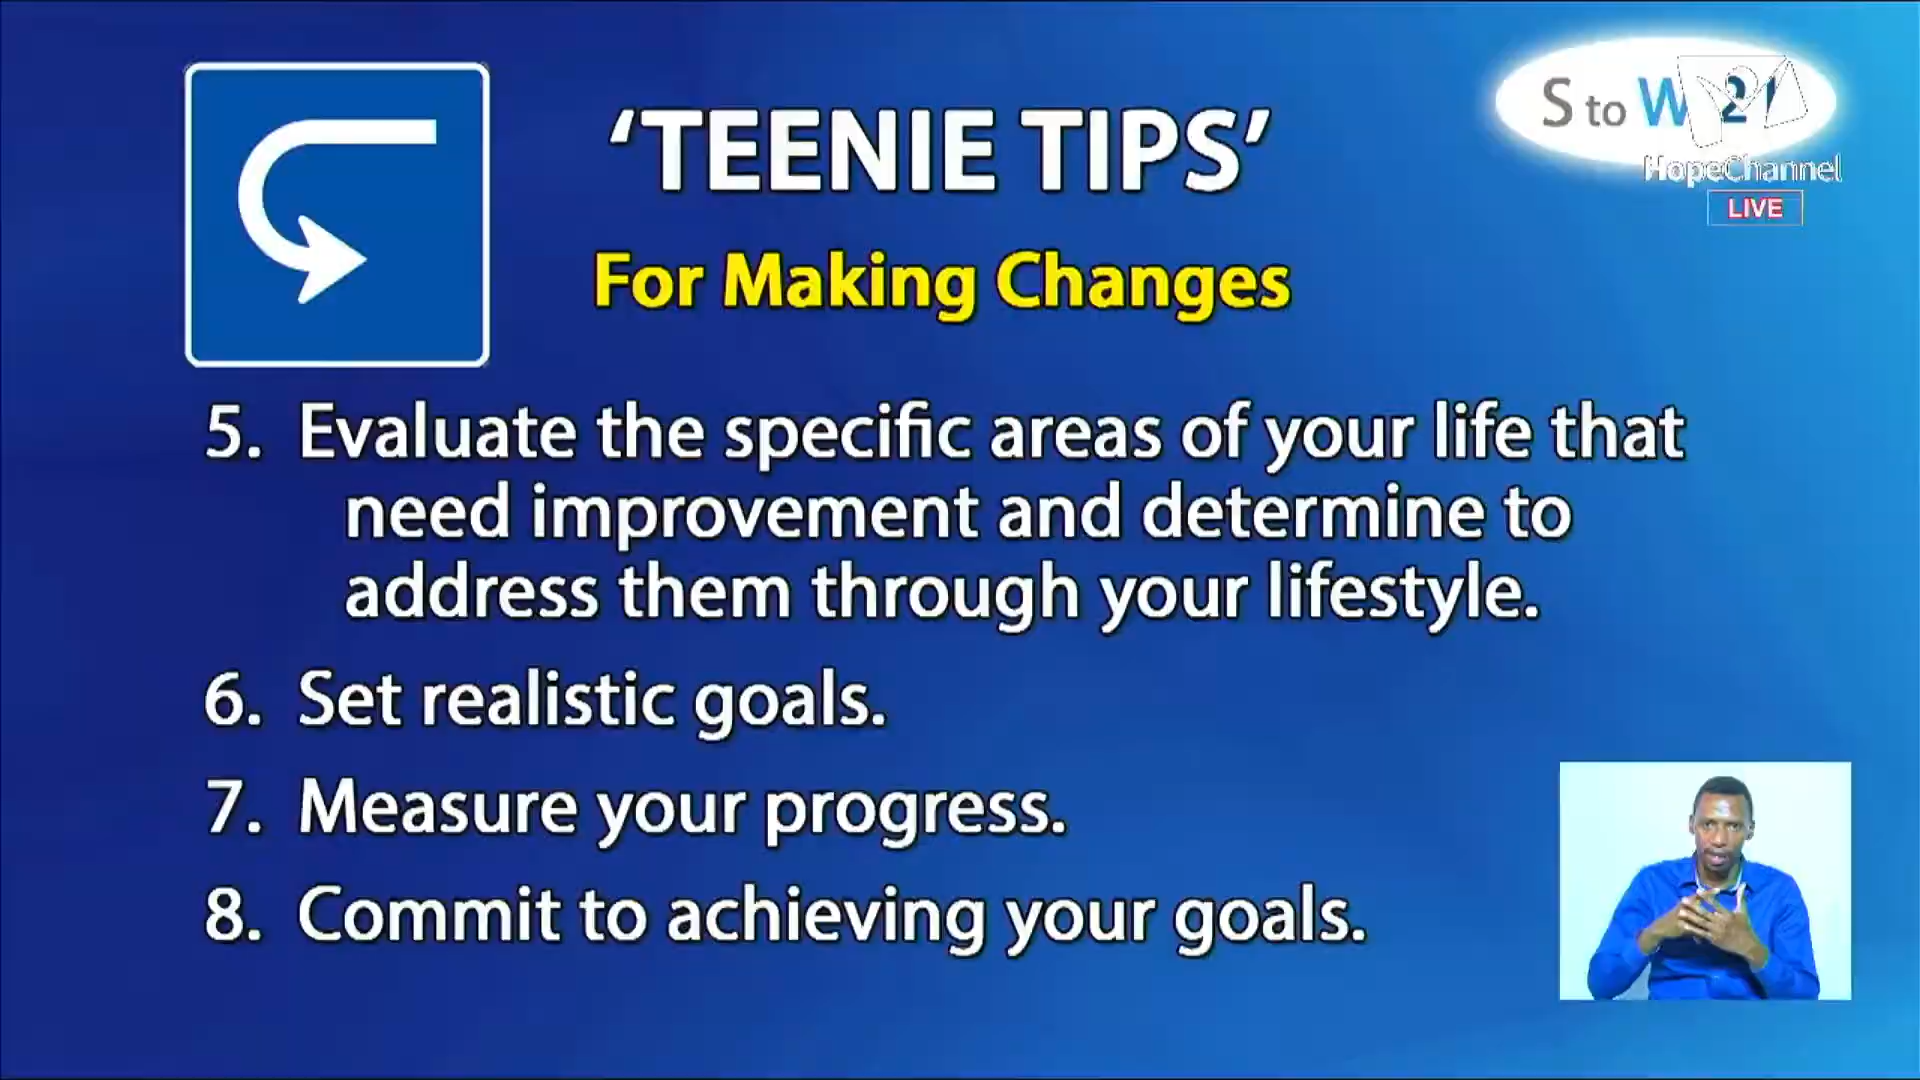 'TEENIE TIPS'
For Making Changes
S to W 21
HopeChannel
LIVE
5. Evaluate the specific areas of your life that
need improvement and determine to
address them through your lifestyle.
6. Set realistic goals.
7. Measure your progress.
8. Commit to achieving your goals.